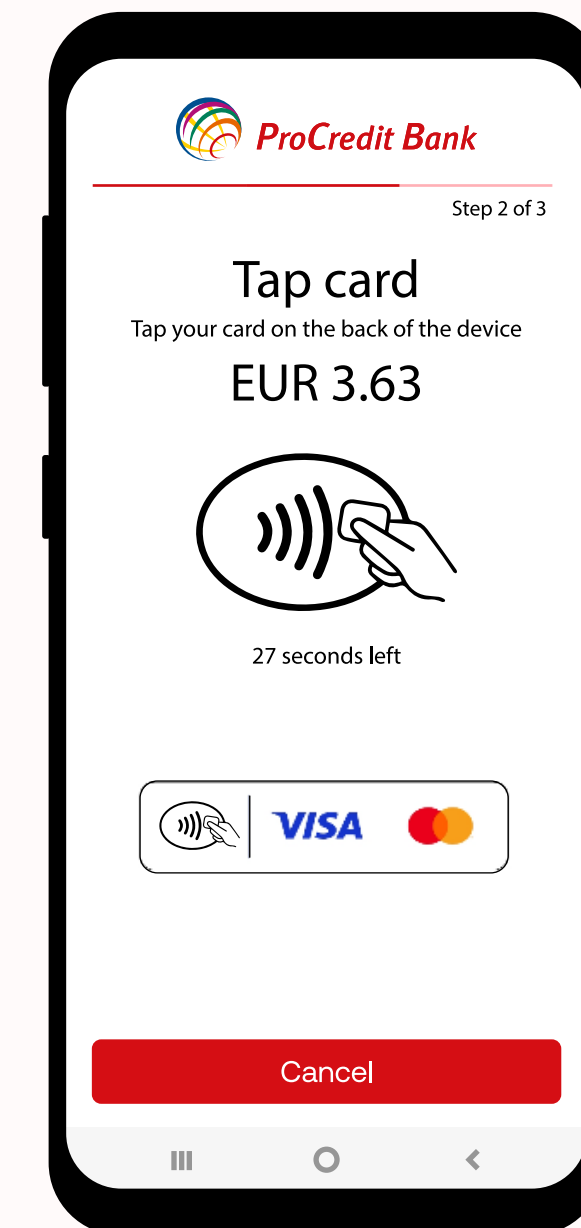 ProCredit Bank
Step 2 of 3
Tap card
Tap your card on the back of the device
EUR 3.63
27 seconds left
VISA
Cancel